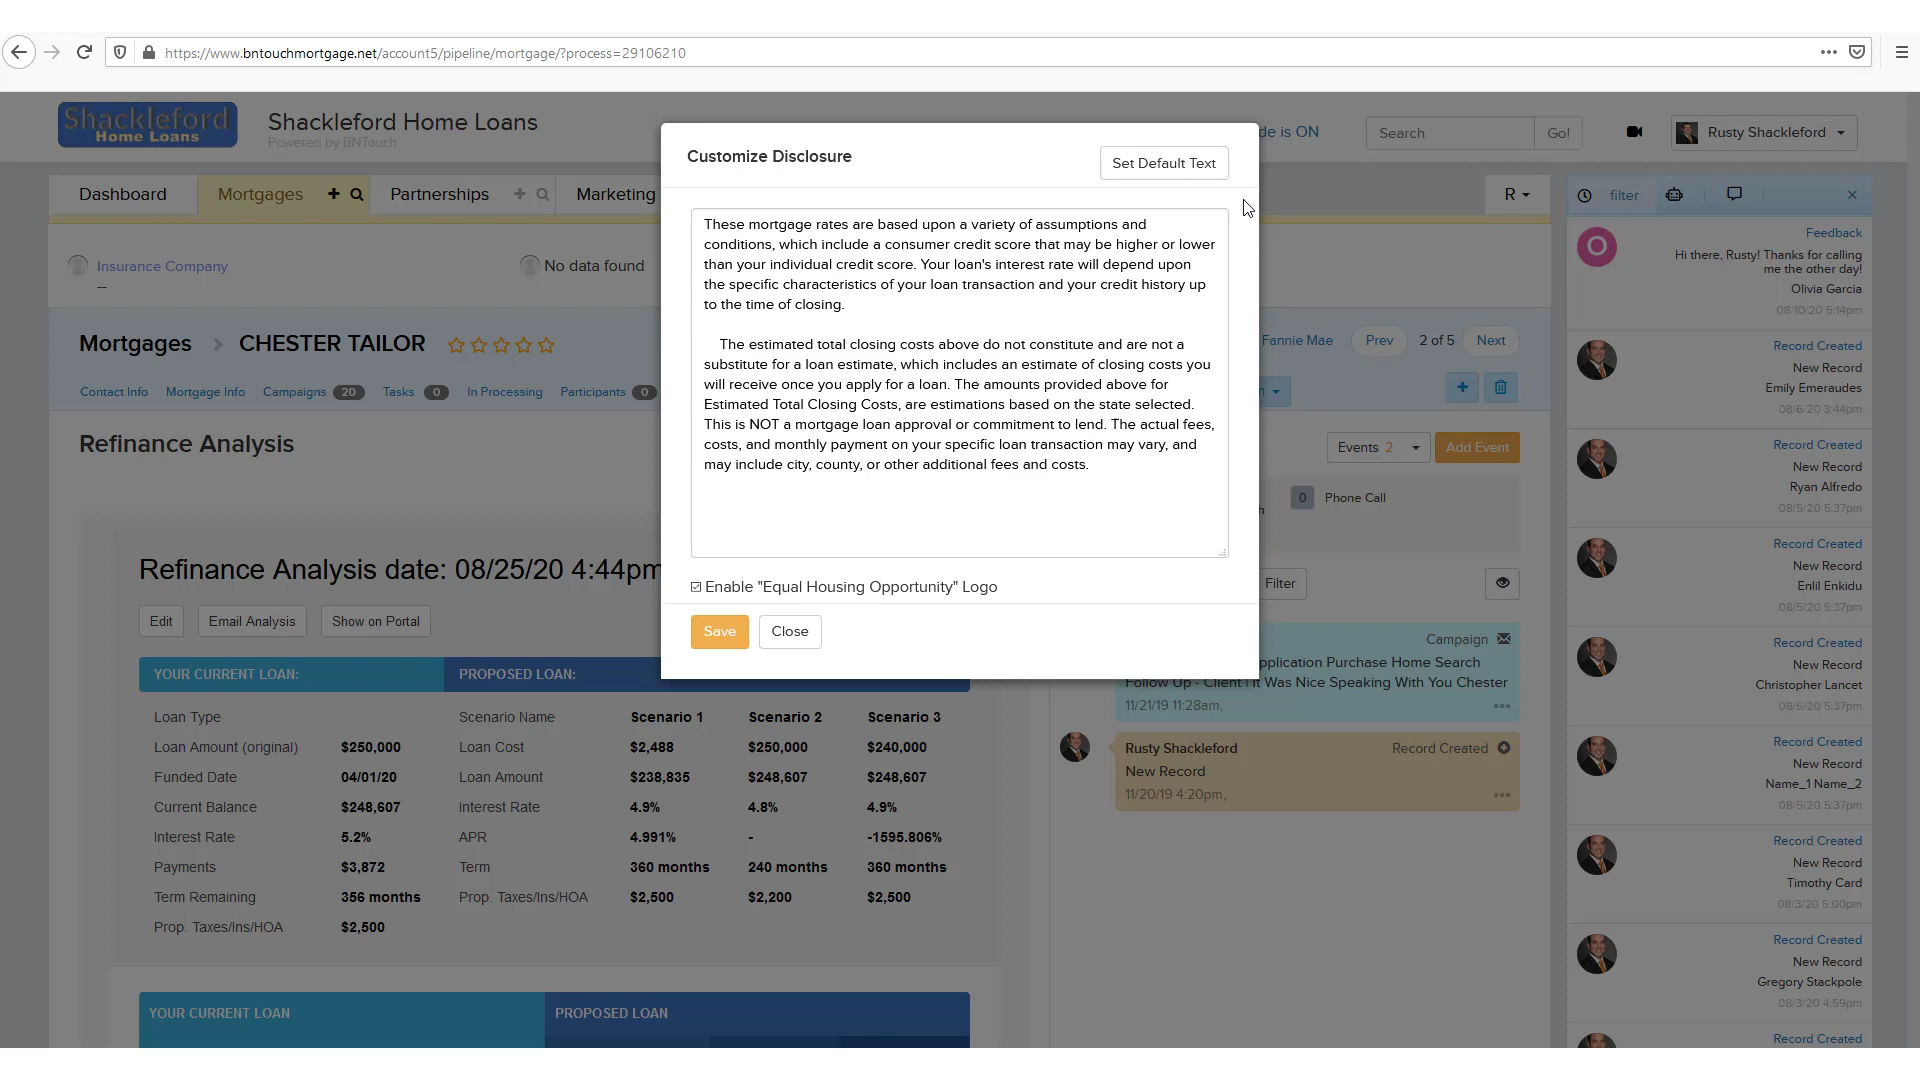 https://www.bntouchmortgage.net/account5/pipeline/mortgage/?process=29106210
Shackleford
Home Loans
Shackleford Home Loans
Powered by BNTouch
de is ON
Search
Go!
Rusty Shackleford
Dashboard
Mortgages
Partnerships
Marketing
R
filter
Insurance Company
--
No data found
Mortgages
CHESTER TAILOR
Fannie Mae
Prev
2 of 5
Next
Contact Info
Mortgage Info
Campaigns 20
Tasks 0
In Processing
Participants 0
Refinance Analysis
Events 2
Add Event
0 Phone Call
Filter
Refinance Analysis date: 08/25/20 4:44pm
Edit
Email Analysis
Show on Portal
YOUR CURRENT LOAN: PROPOSED LOAN:
Loan Type Scenario Name Scenario 1 Scenario 2 Scenario 3
Loan Amount (original) $250,000 Loan Cost $2,488 $250,000 $240,000
Funded Date 04/01/20 Loan Amount $238,835 $248,607 $248,607
Current Balance $248,607 Interest Rate 4.9% 4.8% 4.9%
Interest Rate 5.2% APR 4.991% - -1595.806%
Payments $3,872 Term 360 months 240 months 360 months
Term Remaining 356 months Prop. Taxes/Ins/HOA $2,500 $2,200 $2,500
Prop. Taxes/Ins/HOA $2,500
YOUR CURRENT LOAN PROPOSED LOAN
Customize Disclosure
Set Default Text
These mortgage rates are based upon a variety of assumptions and
conditions, which include a consumer credit score that may be higher or lower
than your individual credit score. Your loan's interest rate will depend upon
the specific characteristics of your loan transaction and your credit history up
to the time of closing.
The estimated total closing costs above do not constitute and are not a
substitute for a loan estimate, which includes an estimate of closing costs you
will receive once you apply for a loan. The amounts provided above for
Estimated Total Closing Costs, are estimations based on the state selected.
This is NOT a mortgage loan approval or commitment to lend. The actual fees,
costs, and monthly payment on your specific loan transaction may vary, and
may include city, county, or other additional fees and costs.
Enable "Equal Housing Opportunity" Logo
Save
Close
Campaign
pplication Purchase Home Search
Follow Up - Client | It Was Nice Speaking With You Chester
11/21/19 11:28am,
Rusty Shackleford Record Created
New Record
11/20/19 4:20pm,
O
Feedback
Hi there, Rusty! Thanks for calling
me the other day!
Olivia Garcia
08/10/20 5:14pm
Record Created
New Record
Emily Emeraudes
08/6/20 3:44pm
Record Created
New Record
Ryan Alfredo
08/5/20 5:37pm
Record Created
New Record
Enlil Enkidu
08/5/20 5:37pm
Record Created
New Record
Christopher Lancet
08/5/20 5:37pm
Record Created
New Record
Name_1 Name_2
08/5/20 5:37pm
Record Created
New Record
Timothy Card
08/3/20 5:00pm
Record Created
New Record
Gregory Stackpole
08/3/20 4:59pm
Record Created